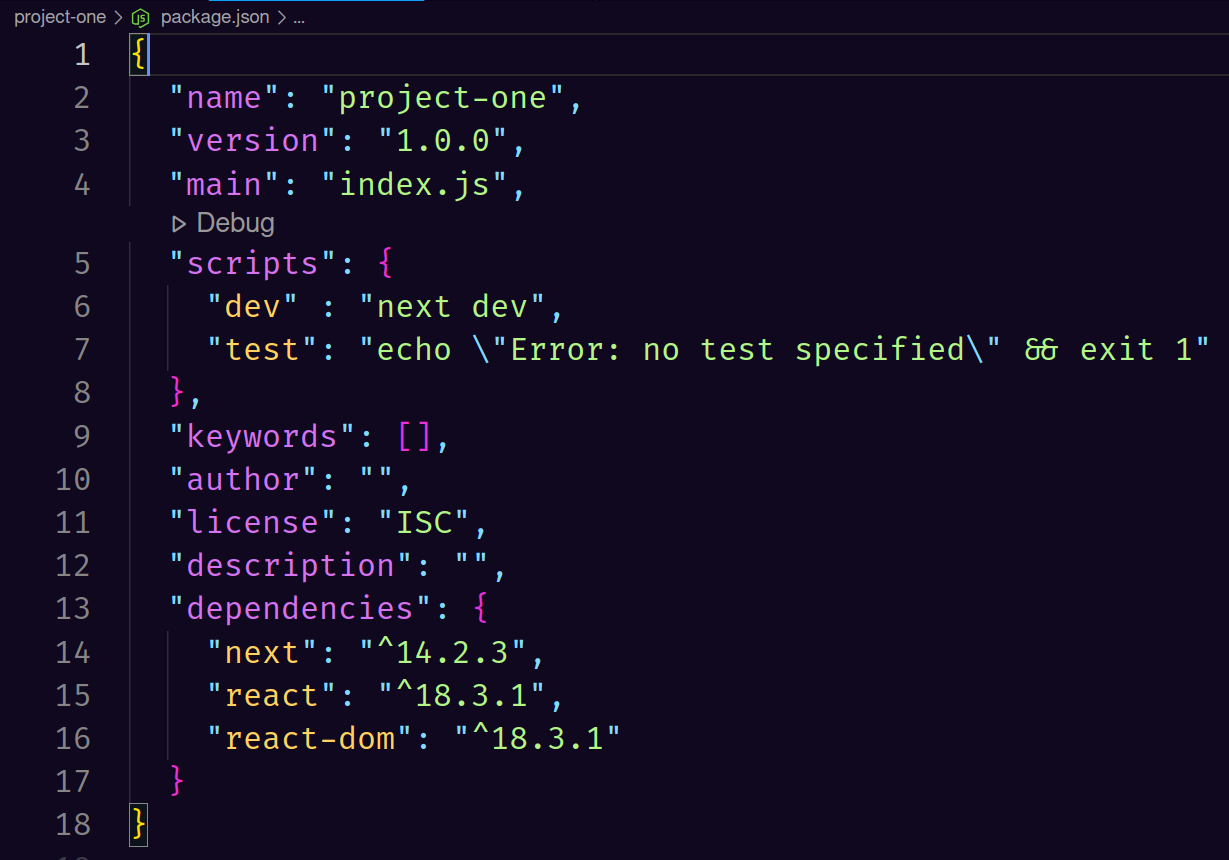 project-one > package.json > ...
1 {
2 "name": "project-one",
3 "version": "1.0.0",
4 "main": "index.js",
Debug
5 "scripts": {
6 "dev" : "next dev",
7 "test": "echo \"Error: no test specified\" && exit 1"
8 },
9 "keywords": [],
10 "author": "",
11 "license": "ISC",
12 "description": "",
13 "dependencies": {
14 "next": "^14.2.3",
15 "react": "^18.3.1",
16 "react-dom": "^18.3.1"
17 }
18 }